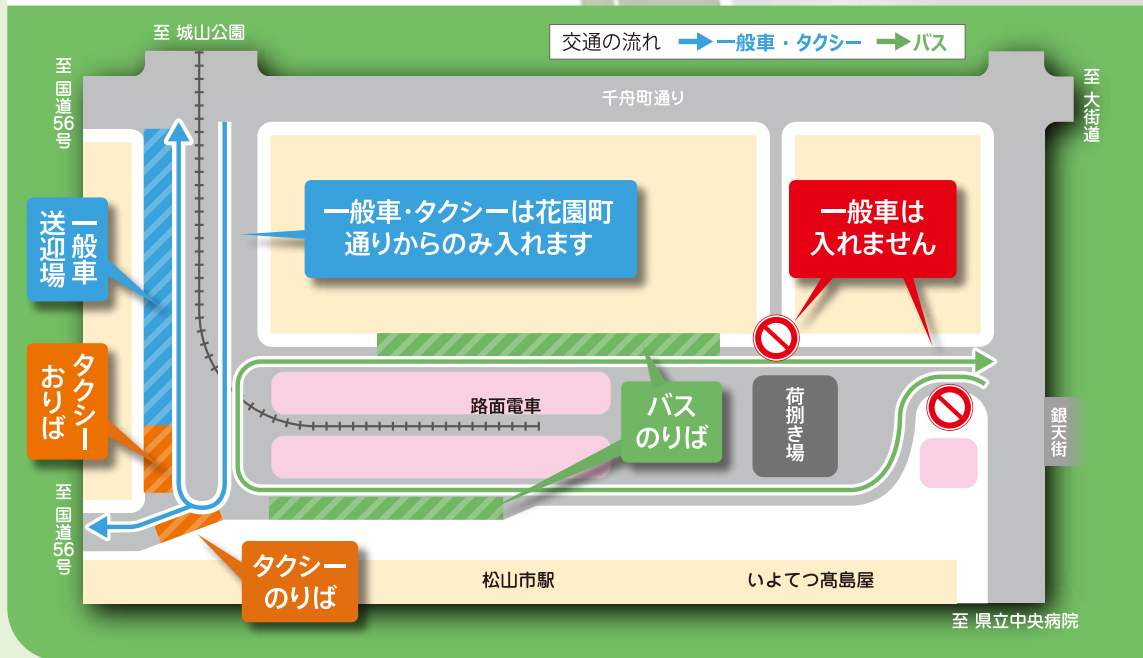 至 城山公園
交通の流れ 一般車・タクシー バス
至 国道56号
千舟町通り
至 大街道
一般車
送迎場
一般車・タクシーは花園町
通りからのみ入れます
一般車は
入れません
タクシー
おりば
路面電車
バス
のりば
荷捌き場
銀天街
至 国道56号
タクシー
のりば
松山市駅
いよてつ髙島屋
至 県立中央病院